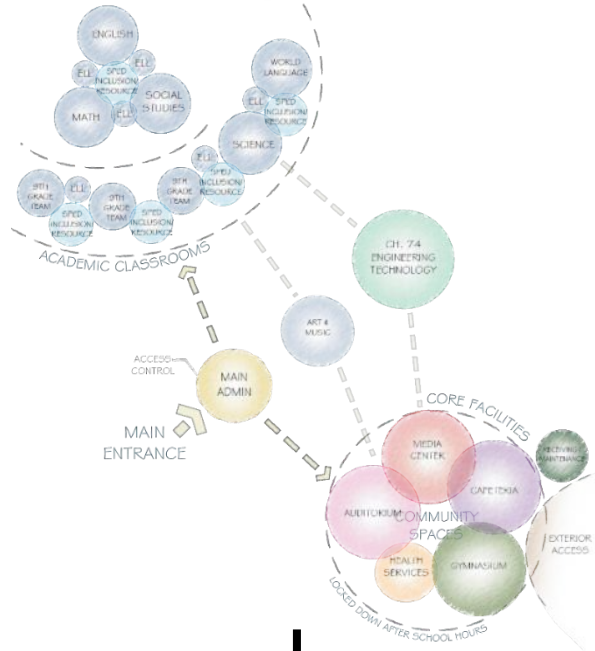 ENGLISH
ELL
ELL
SPED
INCLUSION/
RESOURCE
SOCIAL
STUDIES
MATH
ELL
WORLD
LANGUAGE
ELL
SPED
INCLUSION/
RESOURCE
SCIENCE
ELL
SPED
INCLUSION/
RESOURCE
9TH
GRADE
TEAM
ELL
SPED
INCLUSION/
RESOURCE
9TH
GRADE
TEAM
SPED
INCLUSION/
RESOURCE
9TH
GRADE
TEAM
ACADEMIC CLASSROOMS
CH. 74
ENGINEERING
TECHNOLOGY
ART &
MUSIC
ACCESS
CONTROL
MAIN
ADMIN
MAIN
ENTRANCE
CORE FACILITIES
MEDIA
CENTER
RECEIVING/
MAINTENANCE
CAFETERIA
AUDITORIUM
COMMUNITY
SPACES
EXTERIOR
ACCESS
HEALTH
SERVICES
GYMNASIUM
LOCKED DOWN AFTER SCHOOL HOURS